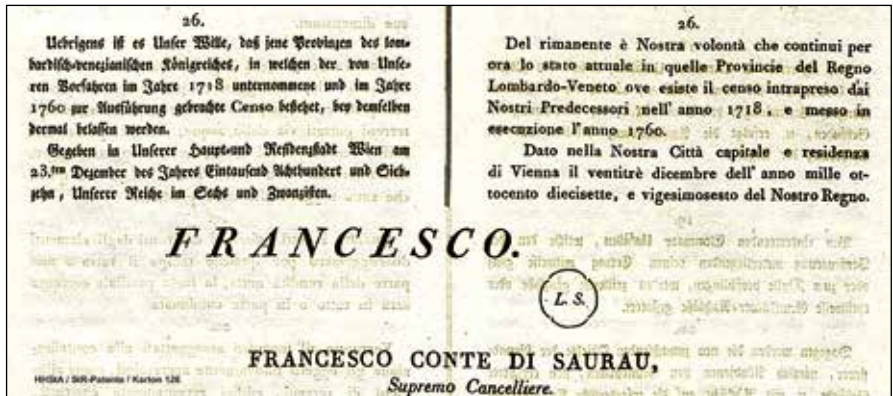 26.
Uebrigens ist es Unser Wille, daß jene Provinzen des lom-
bardisch-venezianischen Königreiches, in welchen der von Unse-
ren Vorfahren im Jahre 1718 unternommene und im Jahre
1760 zur Ausführung gebrachte Censo bestehet, bey demselben
dermal belassen werden.
Gegeben in Unserer Haupt-und Residenzstadt Wien am
23.ten Dezember des Jahres Eintausend Achthundert und Sieb-
zehn, Unserer Reiche im Sechs und Zwanzisten.
26.
Del rimanente è Nostra volontà che continui per
ora lo stato attuale in quelle Provincie del Regno
Lombardo-Veneto ove esiste il censo intrapreso dai
Nostri Predecessori nell' anno 1718, e messo in
esecuzione l' anno 1760.
Dato nella Nostra Città capitale e residenza
di Vienna il ventitrè dicembre dell' anno mille ot-
tocento diecisette, e vigesimosesto del Nostro Regno.
FRANCESCO.
L. S.
FRANCESCO CONTE DI SAURAU,
Supremo Cancelliere.
HHStA / StR-Patente / Karton 126